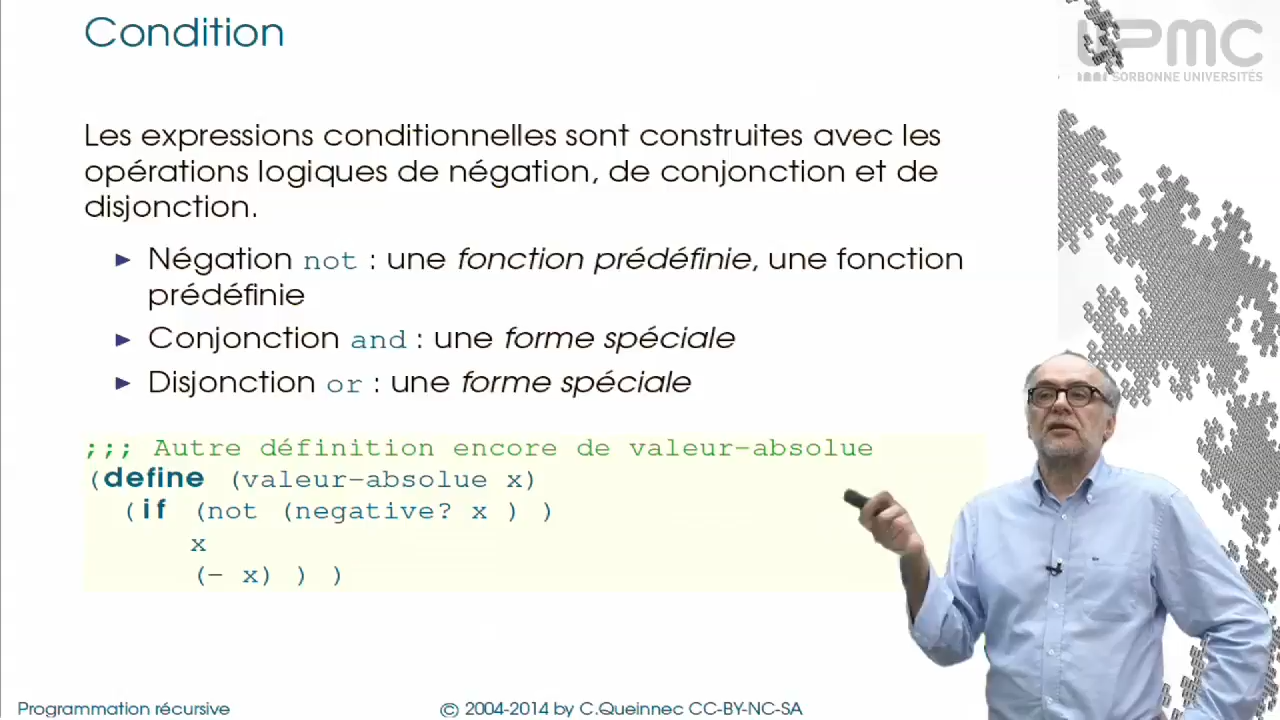 Condition
UPMC
SORBONNE UNIVERSITÉS
Les expressions conditionnelles sont construites avec les
opérations logiques de négation, de conjonction et de
disjonction.
► Négation not : une fonction prédéfinie, une fonction
prédéfinie
► Conjonction and : une forme spéciale
► Disjonction or : une forme spéciale
;;; Autre définition encore de valeur-absolue
(define (valeur-absolue x)
(if (not (negative? x ) )
x
(- x) ) )
Programmation récursive
© 2004-2014 by C.Queinnec CC-BY-NC-SA